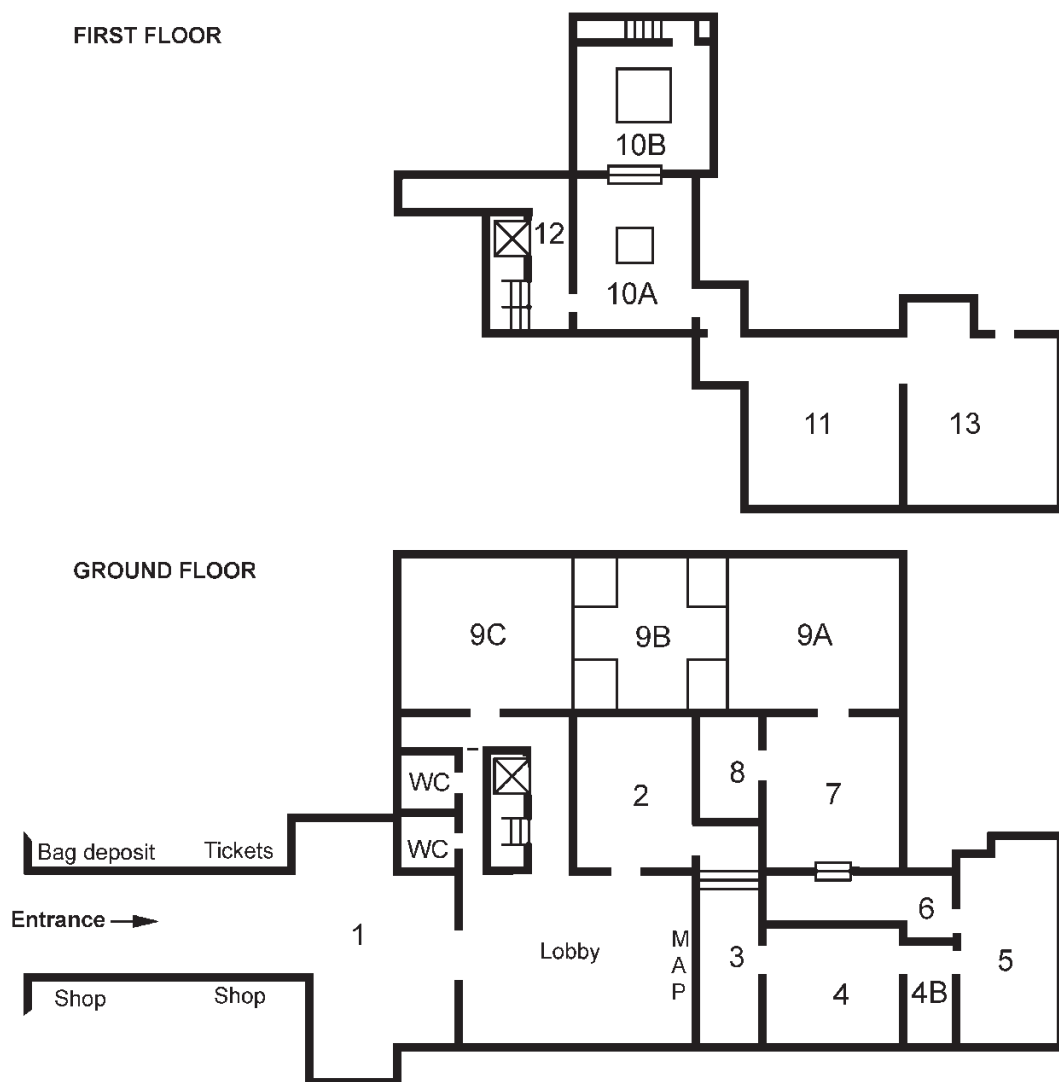 FIRST FLOOR
10B
12
10A
11
13
GROUND FLOOR
9C
9B
9A
WC
8
2
7
WC
Bag deposit
Tickets
Entrance
6
1
Lobby
MAP
3
5
Shop
Shop
4
4B